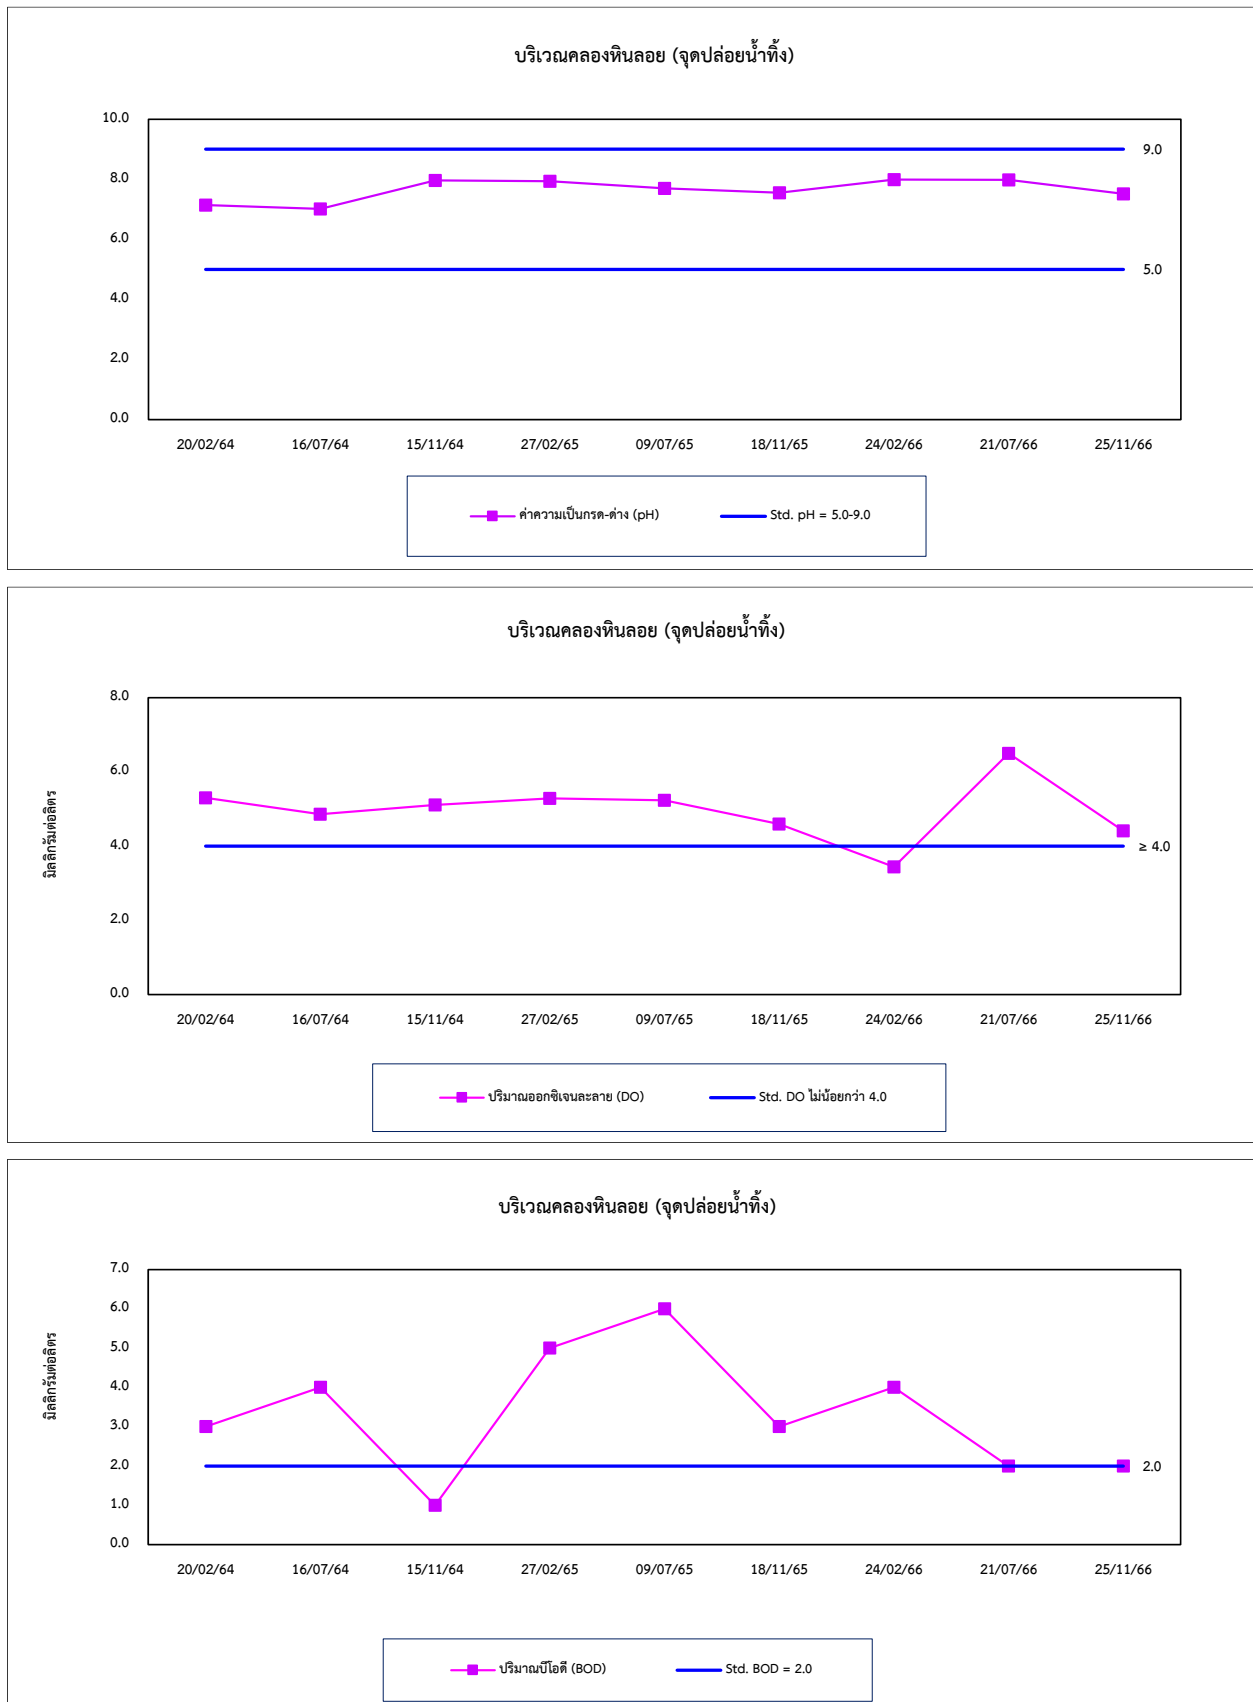 บริเวณคลองหินลอย (จุดปล่อยน้ำทิ้ง)
10.0
8.0
6.0
4.0
2.0
0.0
9.0
5.0
20/02/64 16/07/64 15/11/64 27/02/65 09/07/65 18/11/65 24/02/66 21/07/66 25/11/66
ค่าความเป็นกรด-ด่าง (pH) Std. pH = 5.0-9.0
บริเวณคลองหินลอย (จุดปล่อยน้ำทิ้ง)
มิลลิกรัมต่อลิตร
8.0
6.0
4.0
2.0
0.0
≥ 4.0
20/02/64 16/07/64 15/11/64 27/02/65 09/07/65 18/11/65 24/02/66 21/07/66 25/11/66
ปริมาณออกซิเจนละลาย (DO) Std. DO ไม่น้อยกว่า 4.0
บริเวณคลองหินลอย (จุดปล่อยน้ำทิ้ง)
มิลลิกรัมต่อลิตร
7.0
6.0
5.0
4.0
3.0
2.0
1.0
0.0
2.0
20/02/64 16/07/64 15/11/64 27/02/65 09/07/65 18/11/65 24/02/66 21/07/66 25/11/66
ปริมาณบีโอดี (BOD) Std. BOD = 2.0